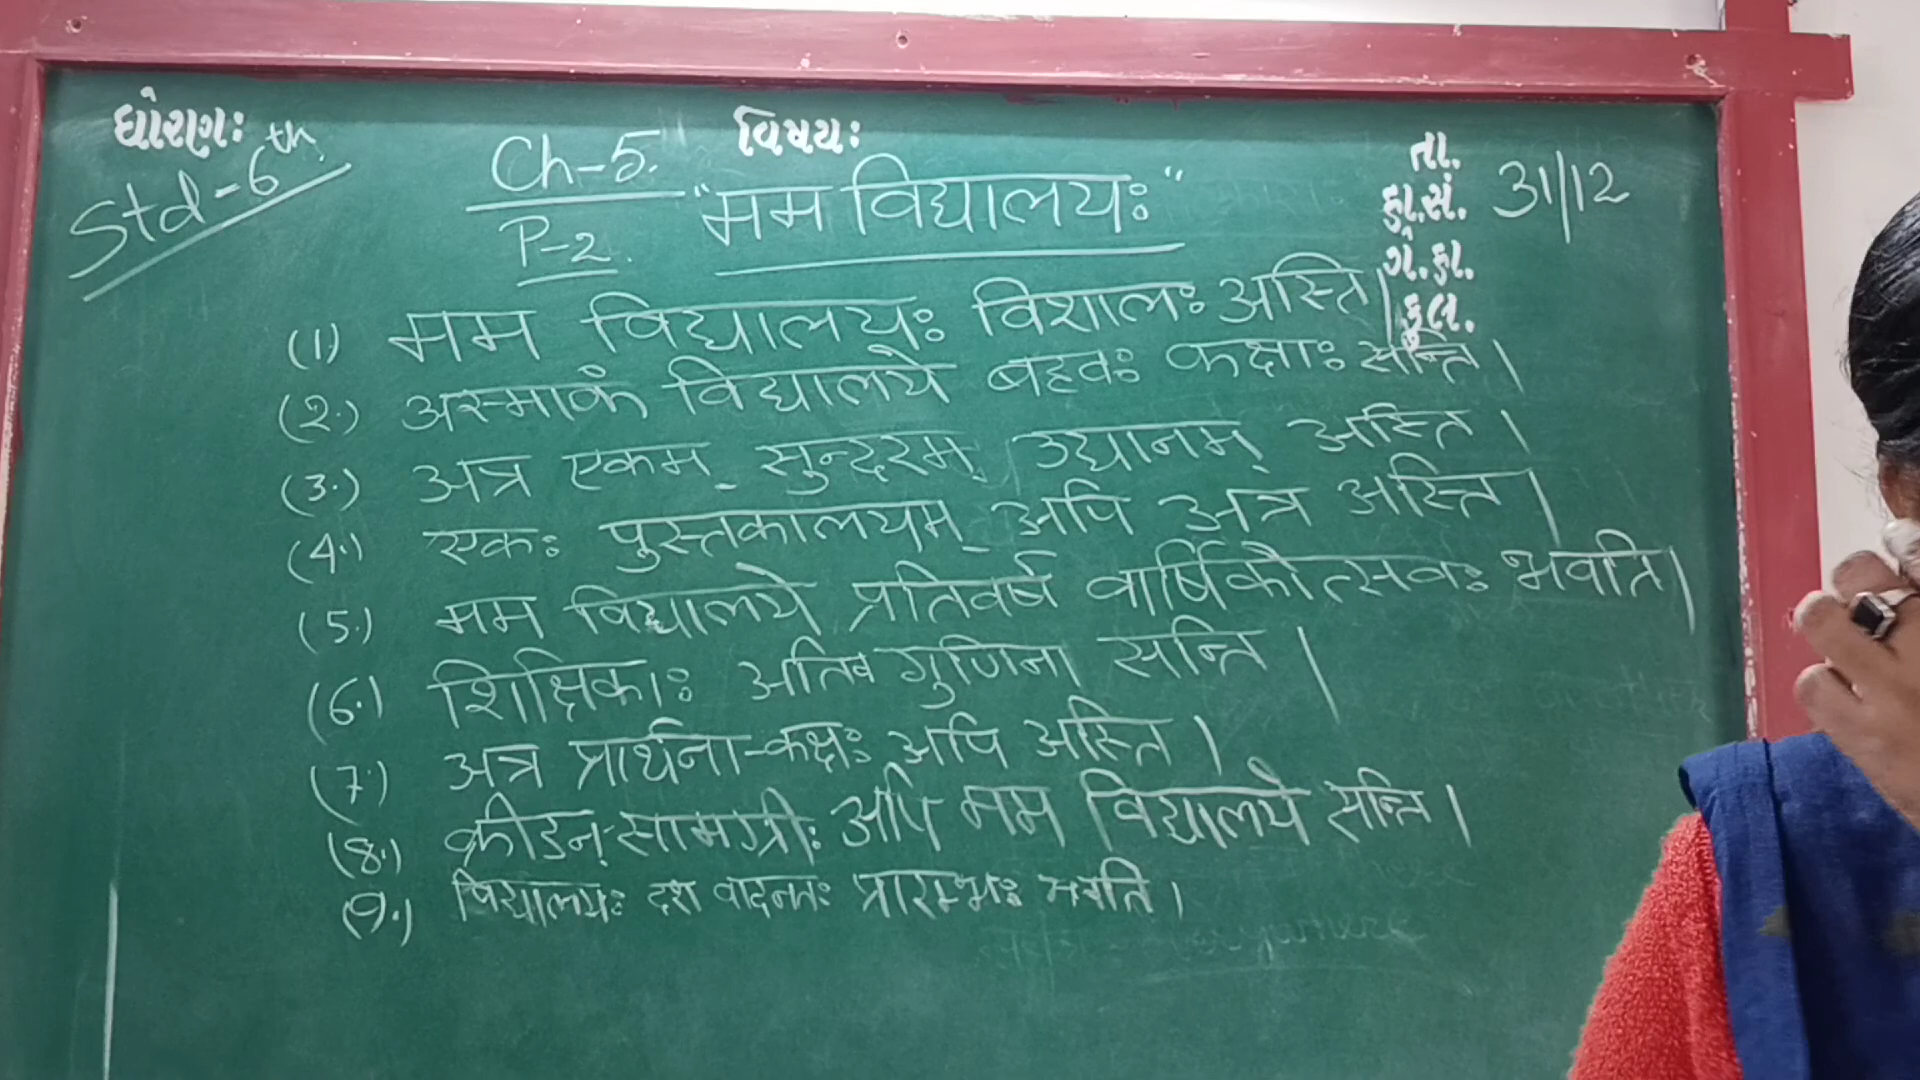 ધોરણઃ
Std-6th
Ch-5.
P-2.
વિષયઃ
"मम विद्यालयः"
તા. 31/12
કા.સં.
ગે.કા.
કુલ.
(1) मम विद्यालयः विशालः अस्ति।
(2.) अस्माकं विद्यालये बहवः कक्षाः सन्ति।
(3.) अत्र एकम् सुन्दरम् उद्यानम् अस्ति।
(4.) एकः पुस्तकालयम् अपि अत्र अस्ति।
(5.) मम विद्यालये प्रतिवर्ष वार्षिकौत्सवः भवति।
(6.) शिक्षिकाः अतिव गुणिना सन्ति।
(7.) अत्र प्रार्थना-कक्षः अपि अस्ति।
(8.) क्रीडन्-सामग्रीः अपि मम विद्यालये सन्ति।
(9.) विद्यालयः दश वादनतः प्रारम्भः भवति।